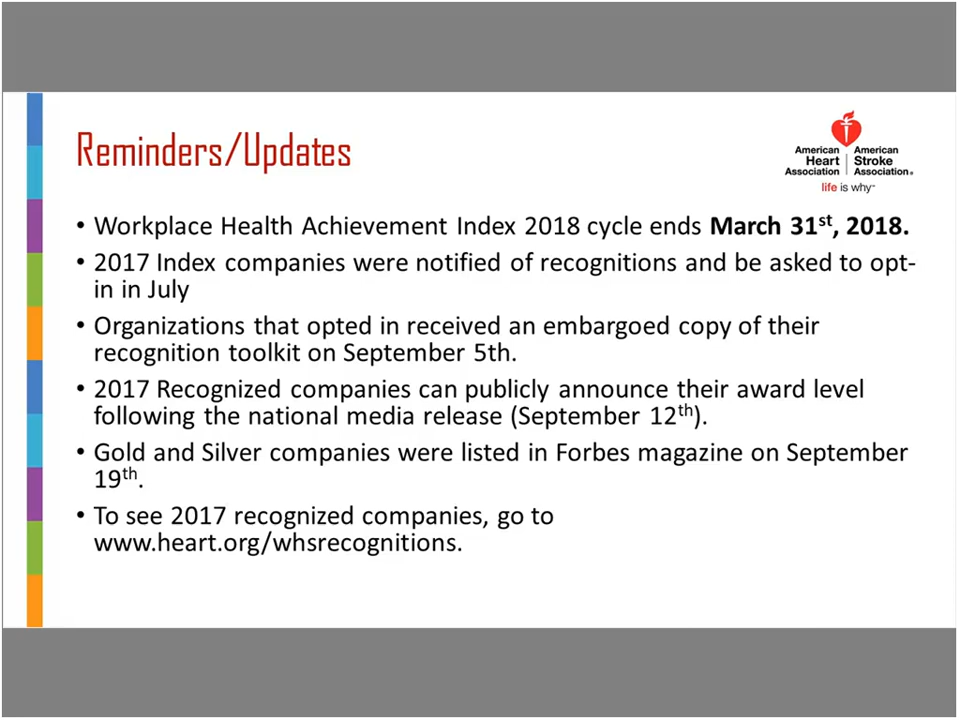 Reminders/Updates
American
Heart
Association
American
Stroke
Association®
life is why™
• Workplace Health Achievement Index 2018 cycle ends March 31st, 2018.
• 2017 Index companies were notified of recognitions and be asked to opt-
in in July
• Organizations that opted in received an embargoed copy of their
recognition toolkit on September 5th.
• 2017 Recognized companies can publicly announce their award level
following the national media release (September 12th).
• Gold and Silver companies were listed in Forbes magazine on September
19th.
• To see 2017 recognized companies, go to
www.heart.org/whsrecognitions.